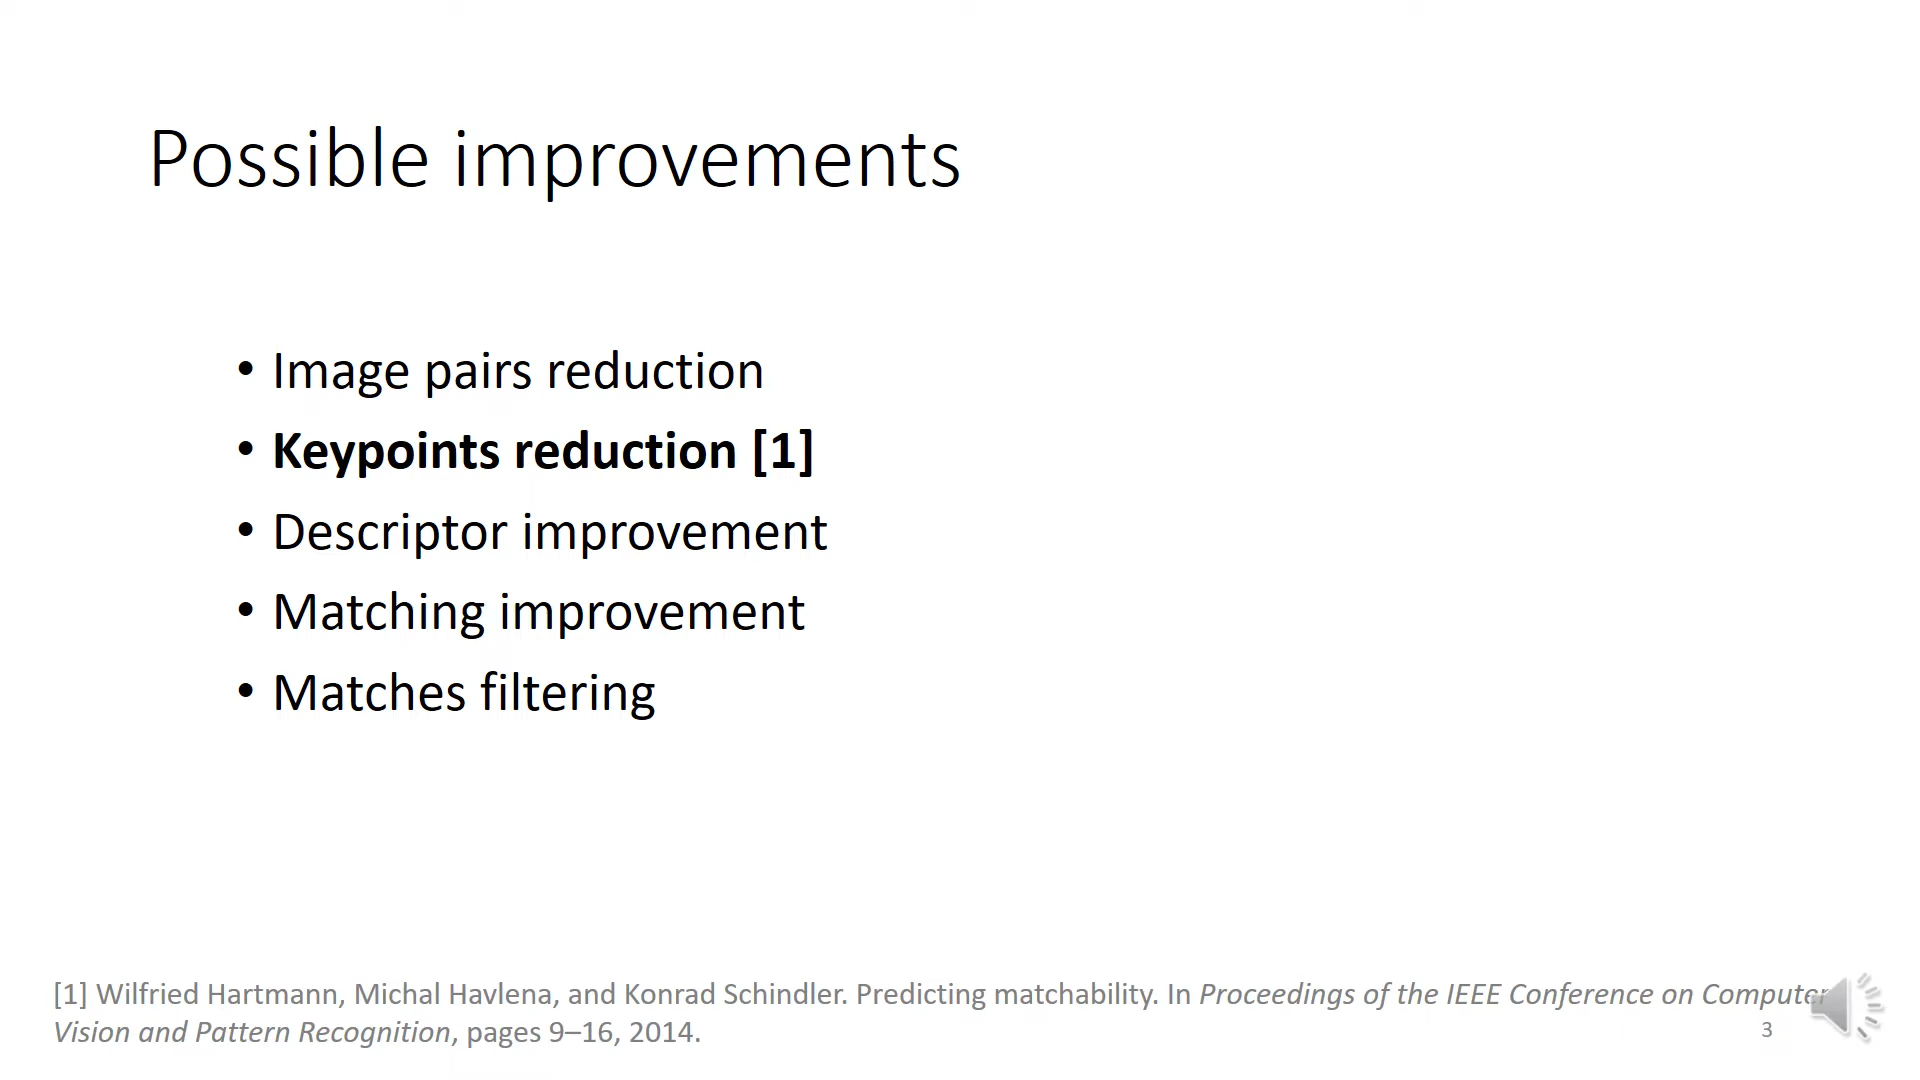 Possible improvements
• Image pairs reduction
• Keypoints reduction [1]
• Descriptor improvement
• Matching improvement
• Matches filtering
[1] Wilfried Hartmann, Michal Havlena, and Konrad Schindler. Predicting matchability. In Proceedings of the IEEE Conference on Computer
Vision and Pattern Recognition, pages 9–16, 2014.
3